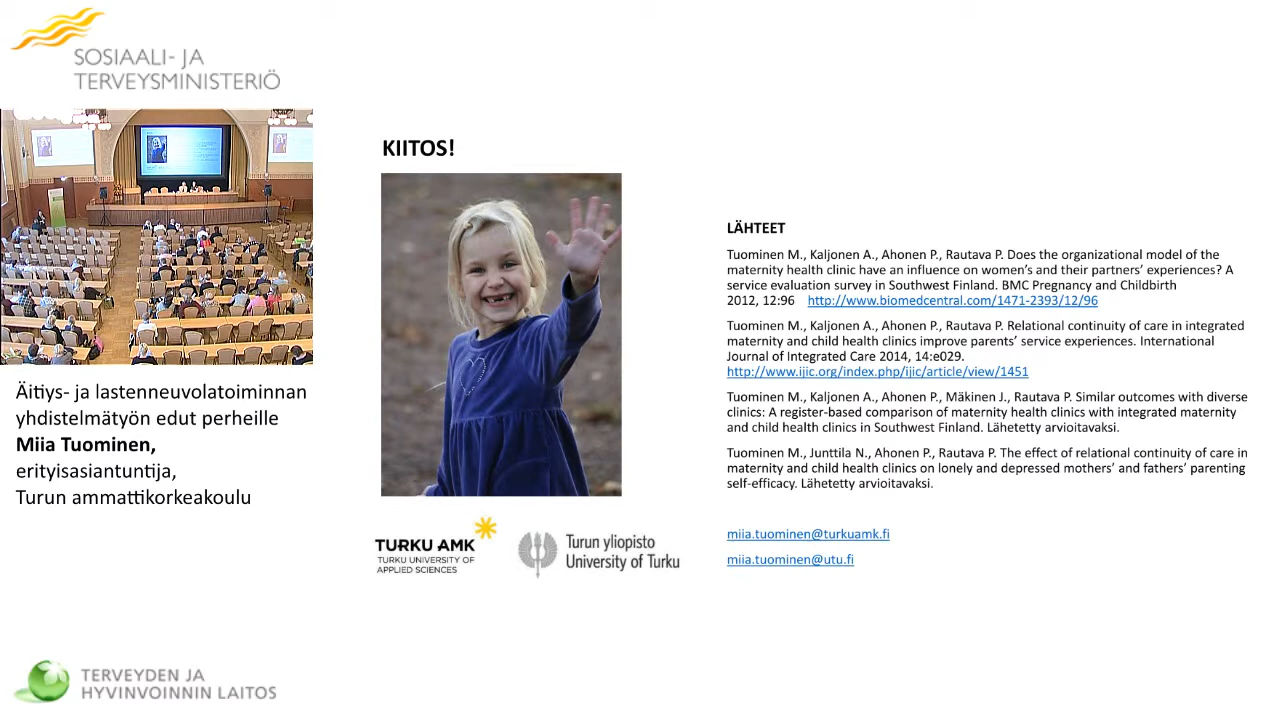 SOSIAALI- JA
TERVEYSMINISTERIÖ
Äitiys- ja lastenneuvolatoiminnan
yhdistelmätyön edut perheille
Miia Tuominen,
erityisasiantuntija,
Turun ammattikorkeakoulu
TERVEYDEN JA
HYVINVOINNIN LAITOS
KIITOS!
TURKU AMK
TURKU UNIVERSITY OF
APPLIED SCIENCES
Turun yliopisto
University of Turku
LÄHTEET
Tuominen M., Kaljonen A., Ahonen P., Rautava P. Does the organizational model of the
maternity health clinic have an influence on women's and their partners' experiences? A
service evaluation survey in Southwest Finland. BMC Pregnancy and Childbirth
2012, 12:96 http://www.biomedcentral.com/1471-2393/12/96
Tuominen M., Kaljonen A., Ahonen P., Rautava P. Relational continuity of care in integrated
maternity and child health clinics improve parents' service experiences. International
Journal of Integrated Care 2014, 14:e029.
http://www.ijic.org/index.php/ijic/article/view/1451
Tuominen M., Kaljonen A., Ahonen P., Mäkinen J., Rautava P. Similar outcomes with diverse
clinics: A register-based comparison of maternity health clinics with integrated maternity
and child health clinics in Southwest Finland. Lähetetty arvioitavaksi.
Tuominen M., Junttila N., Ahonen P., Rautava P. The effect of relational continuity of care in
maternity and child health clinics on lonely and depressed mothers' and fathers' parenting
self-efficacy. Lähetetty arvioitavaksi.
miia.tuominen@turkuamk.fi
miia.tuominen@utu.fi